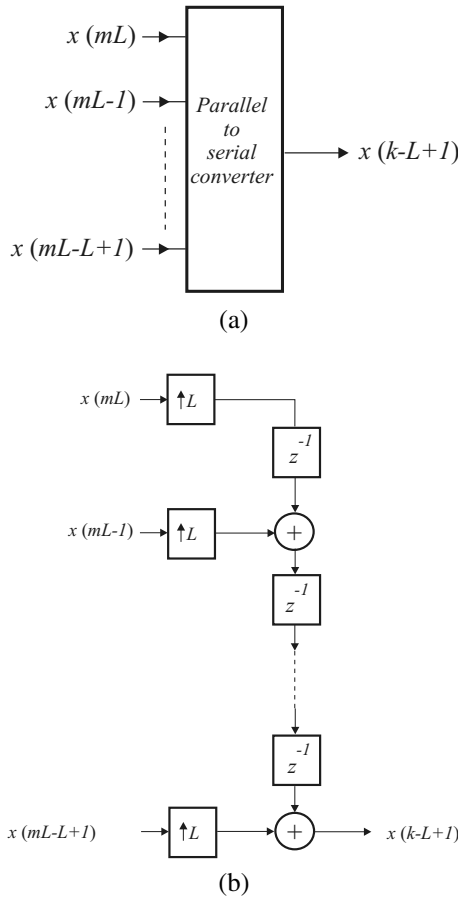 x (mL)
x (mL-1)
Parallel
to
serial
converter
x (k-L+1)
x (mL-L+1)
(a)
x (mL)
↑L
z⁻¹
x (mL-1)
↑L
+
z⁻¹
z⁻¹
x (mL-L+1)
↑L
+
x (k-L+1)
(b)